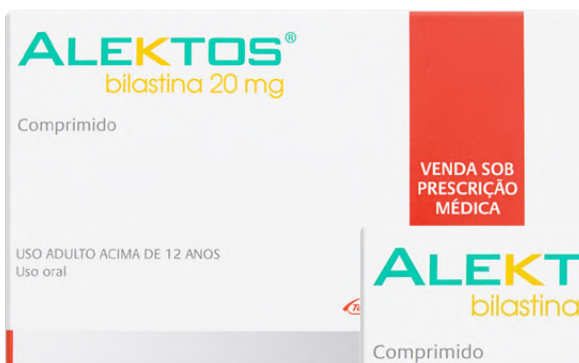 ALEKTOS®
bilastina 20 mg
Comprimido
VENDA SOB
PRESCRIÇÃO
MÉDICA
USO ADULTO ACIMA DE 12 ANOS
Uso oral
ALEKT
bilastina
Comprimido